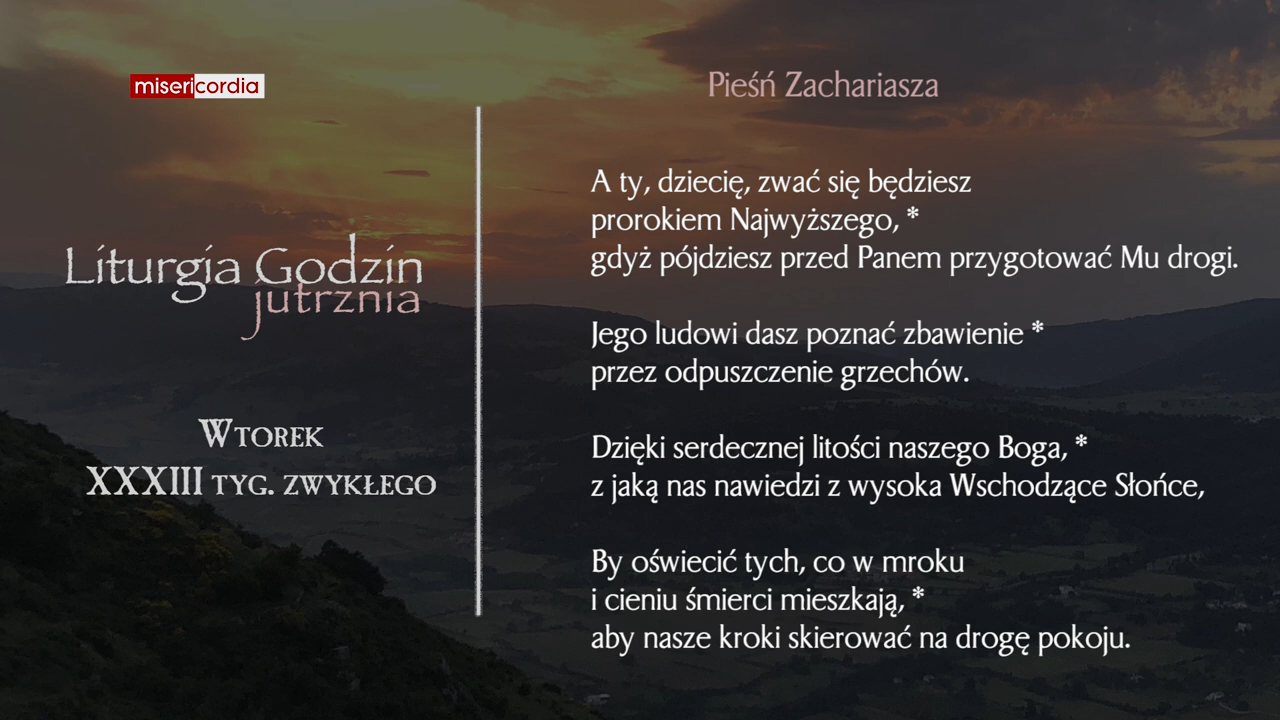 misericordia
Liturgia Godzin
jutrznia
Wtorek
XXXIII tyg. zwykłego
Pieśń Zachariasza
A ty, dziecię, zwać się będziesz
prorokiem Najwyższego, *
gdyż pójdziesz przed Panem przygotować Mu drogi.
Jego ludowi dasz poznać zbawienie *
przez odpuszczenie grzechów.
Dzięki serdecznej litości naszego Boga, *
z jaką nas nawiedzi z wysoka Wschodzące Słońce,
By oświecić tych, co w mroku
i cieniu śmierci mieszkają, *
aby nasze kroki skierować na drogę pokoju.